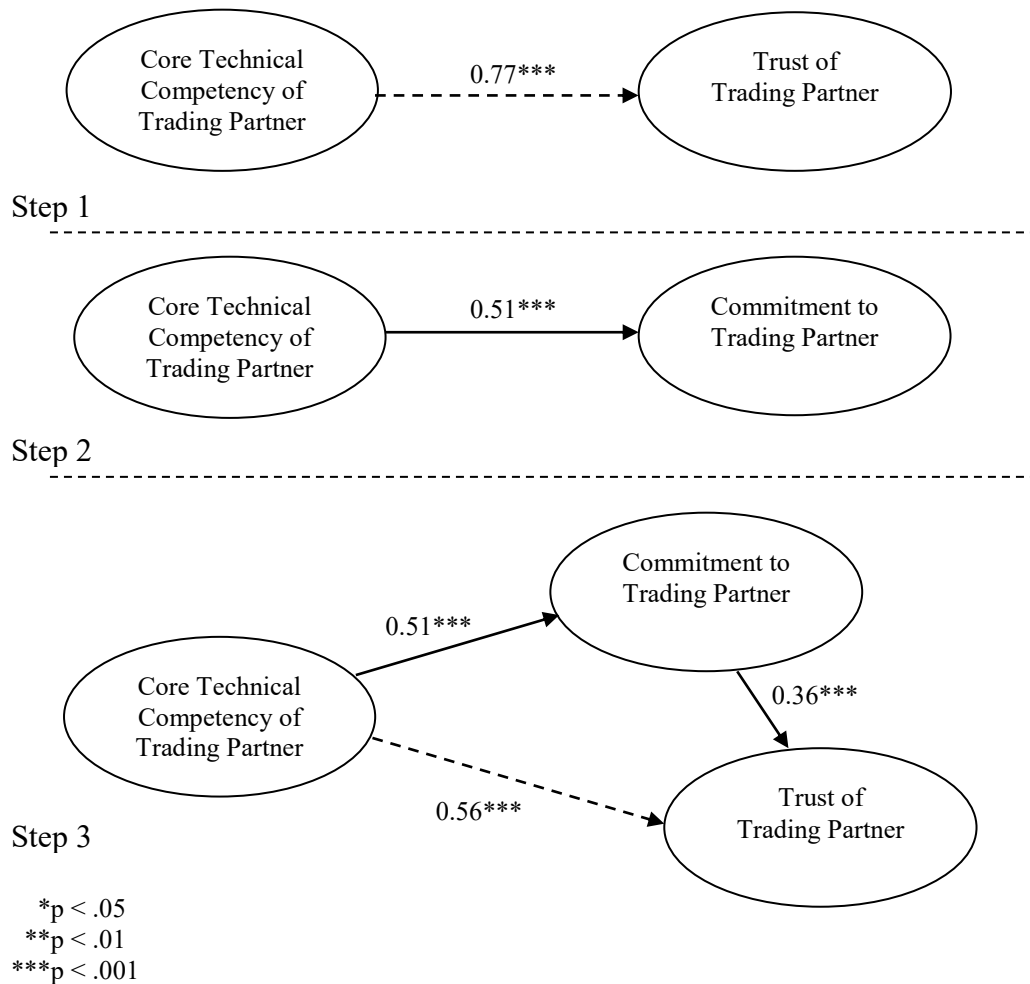 Core Technical
Competency of
Trading Partner
0.77***
Trust of
Trading Partner
Step 1
Core Technical
Competency of
Trading Partner
0.51***
Commitment to
Trading Partner
Step 2
Commitment to
Trading Partner
0.51***
Core Technical
Competency of
Trading Partner
0.36***
0.56***
Trust of
Trading Partner
Step 3
*p < .05
**p < .01
***p < .001